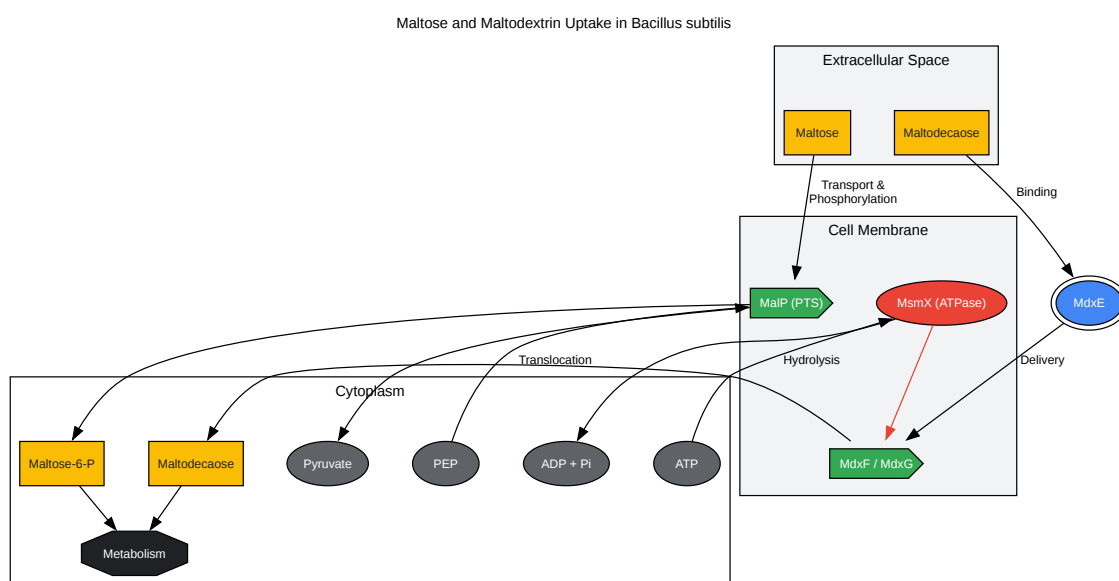 Maltose and Maltodextrin Uptake in Bacillus subtilis
Extracellular Space
Maltose
Maltodecaose
Transport &
Phosphorylation
Binding
Cell Membrane
MalP (PTS)
MsmX (ATPase)
MdxE
Translocation
Hydrolysis
Delivery
Cytoplasm
Maltose-6-P
Maltodecaose
Pyruvate
PEP
ADP + Pi
ATP
MdxF / MdxG
Metabolism